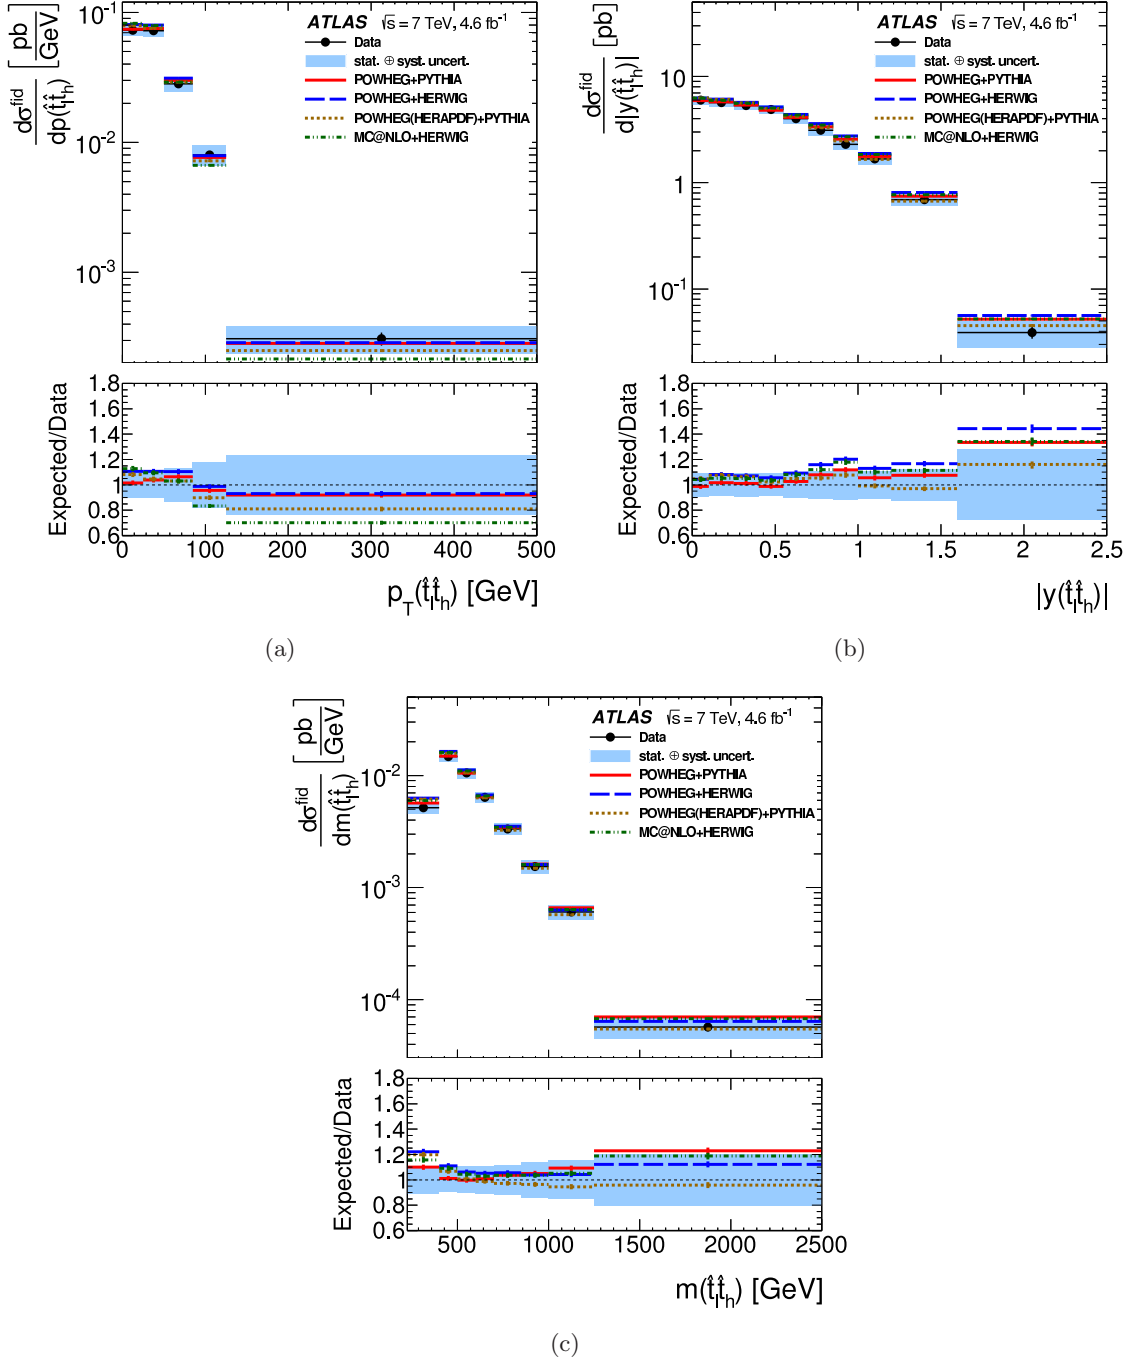 dσ^fid / dp(t̂_l t̂_h) [pb / GeV]
10⁻¹
10⁻²
10⁻³
ATLAS √s = 7 TeV, 4.6 fb⁻¹
Data
stat. ⊕ syst. uncert.
POWHEG+PYTHIA
POWHEG+HERWIG
POWHEG(HERAPDF)+PYTHIA
MC@NLO+HERWIG
Expected/Data
1.8
1.6
1.4
1.2
1
0.8
0.6
0 100 200 300 400 500
p_T(t̂_l t̂_h) [GeV]
(a)
dσ^fid / d|y(t̂_l t̂_h)| [pb]
10
1
10⁻¹
ATLAS √s = 7 TeV, 4.6 fb⁻¹
Data
stat. ⊕ syst. uncert.
POWHEG+PYTHIA
POWHEG+HERWIG
POWHEG(HERAPDF)+PYTHIA
MC@NLO+HERWIG
Expected/Data
1.8
1.6
1.4
1.2
1
0.8
0.6
0 0.5 1 1.5 2 2.5
|y(t̂_l t̂_h)|
(b)
dσ^fid / dm(t̂_l t̂_h) [pb / GeV]
10⁻²
10⁻³
10⁻⁴
ATLAS √s = 7 TeV, 4.6 fb⁻¹
Data
stat. ⊕ syst. uncert.
POWHEG+PYTHIA
POWHEG+HERWIG
POWHEG(HERAPDF)+PYTHIA
MC@NLO+HERWIG
Expected/Data
1.8
1.6
1.4
1.2
1
0.8
0.6
500 1000 1500 2000 2500
m(t̂_l t̂_h) [GeV]
(c)